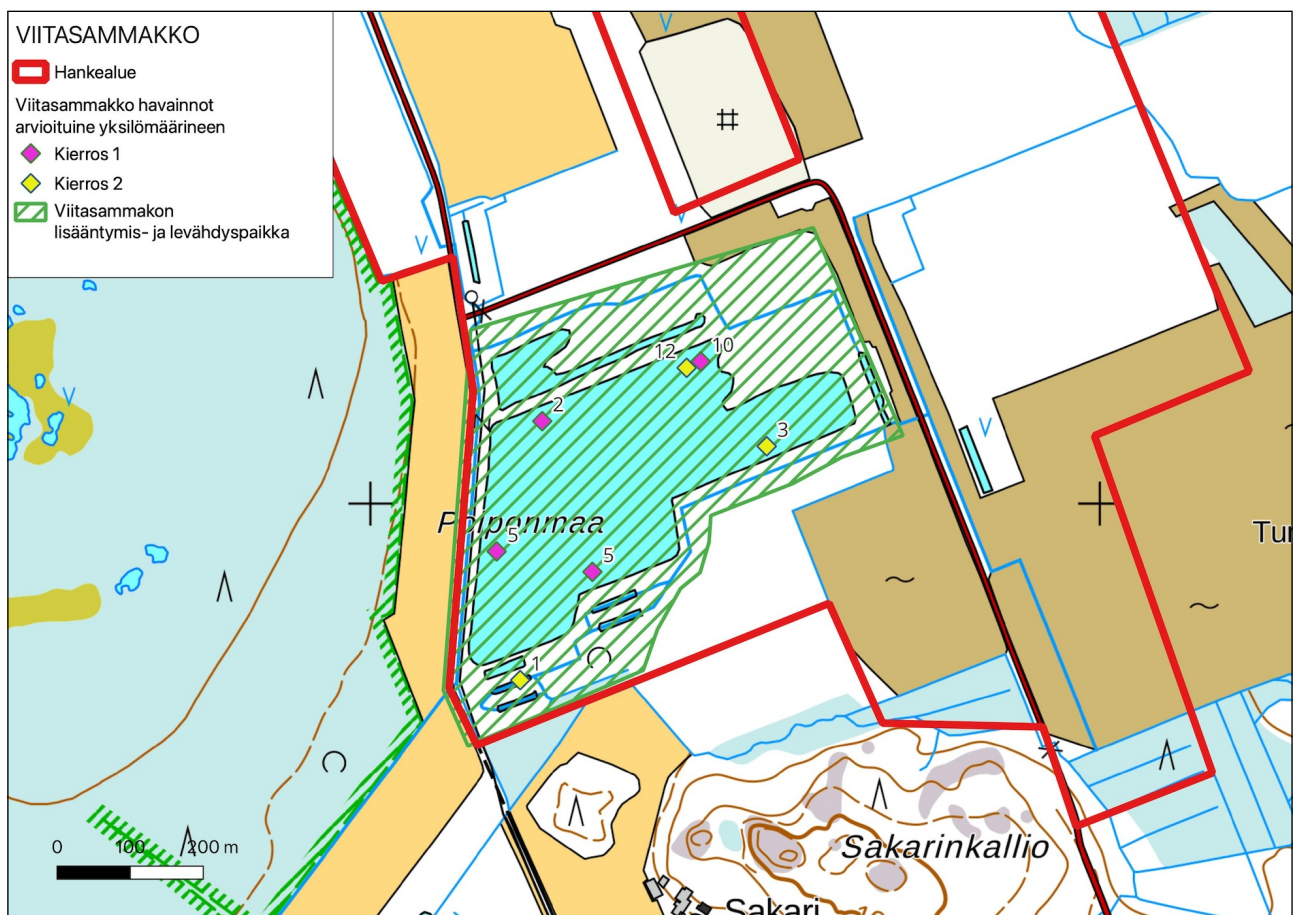 VIITASAMMAKKO
Hankealue
Viitasammakko havainnot
arvioituine yksilömäärineen
Kierros 1
Kierros 2
Viitasammakon
lisääntymis- ja levähdyspaikka
12
10
2
3
5
5
1
Tur
0 100 200 m
Sakarinkallio
Sakari